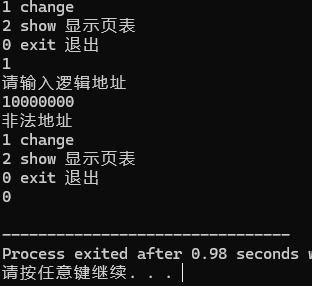 1 change
2 show 显示页表
0 exit 退出
1
请输入逻辑地址
10000000
非法地址
1 change
2 show 显示页表
0 exit 退出
0
--------------------------------
Process exited after 0.98 seconds
请按任意键继续. . .